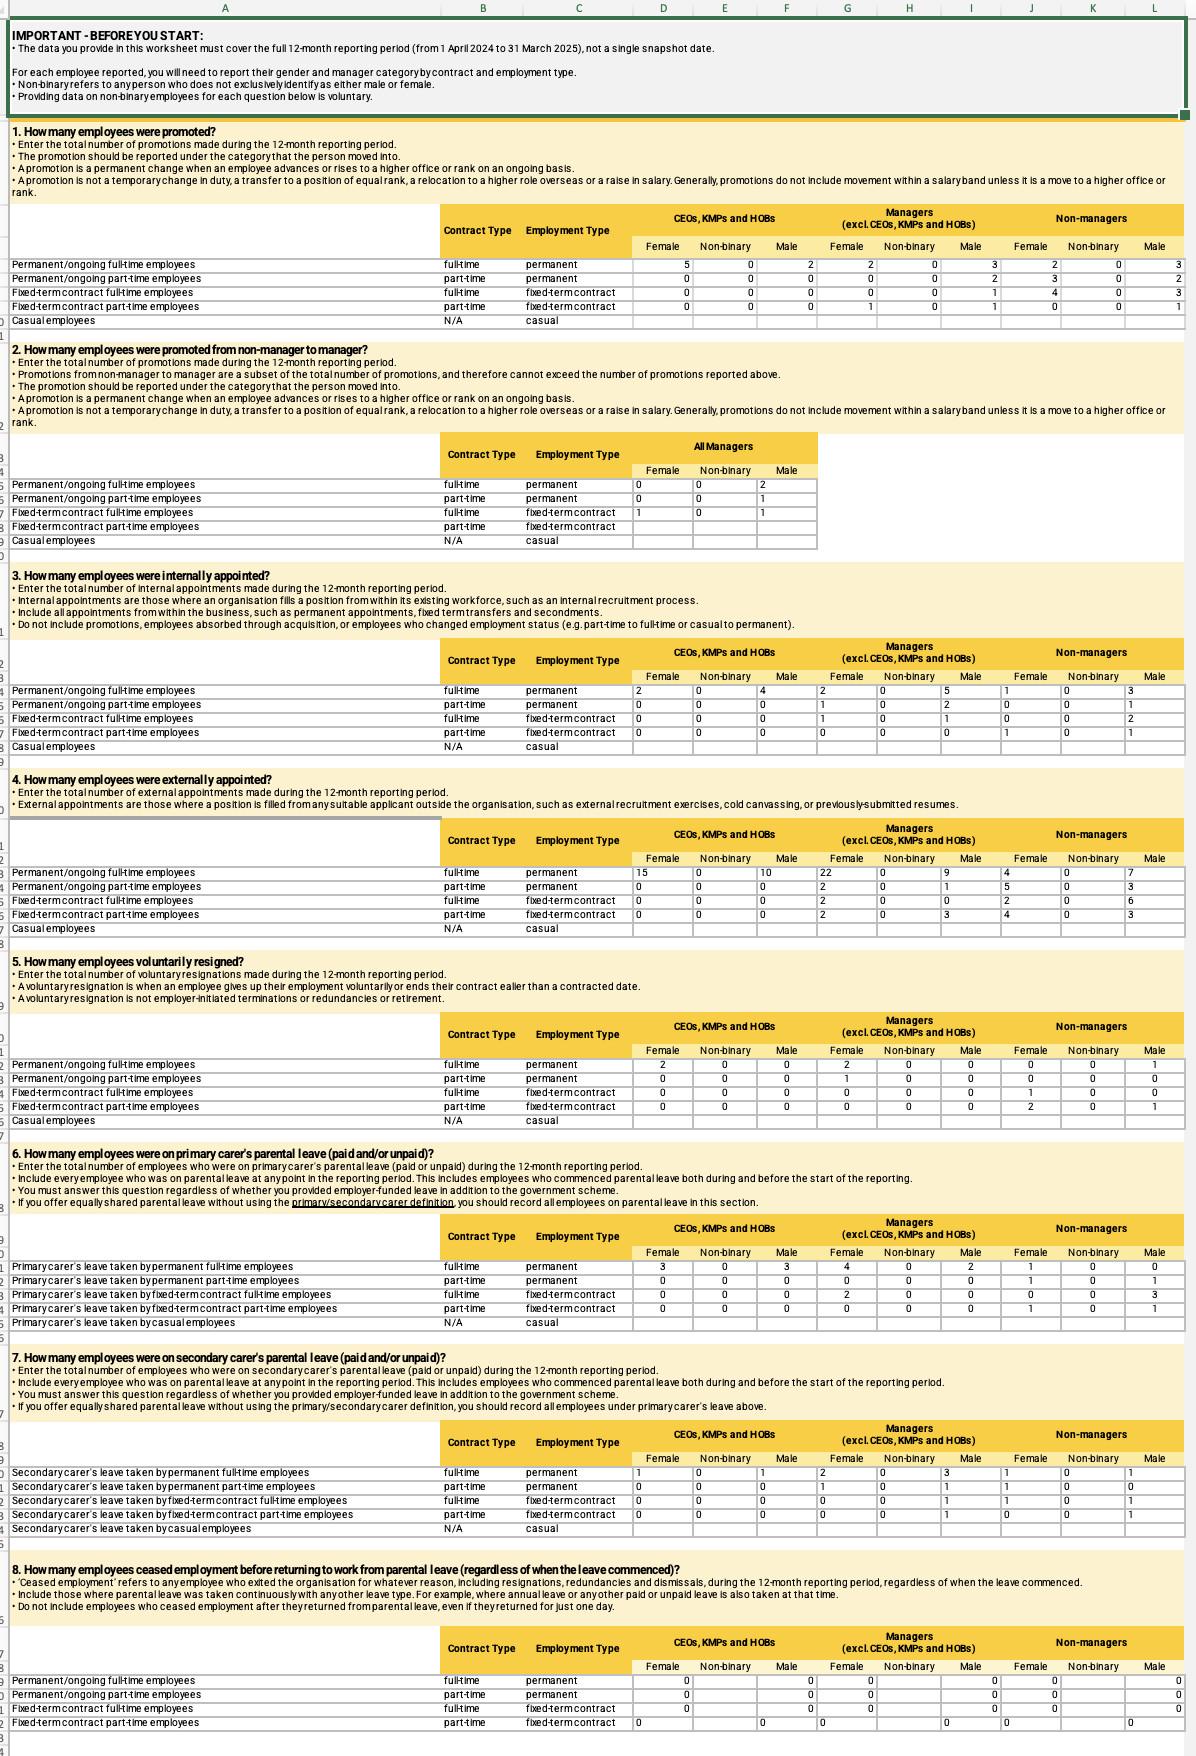 A B C D E F G H I J K L
IMPORTANT - BEFORE YOU START:
• The data you provide in this worksheet must cover the full 12-month reporting period (from 1 April 2024 to 31 March 2025), not a single snapshot date.
For each employee reported, you will need to report their gender and manager category by contract and employment type.
• Non-binary refers to any person who does not exclusively identify as either male or female.
• Providing data on non-binary employees for each question below is voluntary.
1. How many employees were promoted?
• Enter the total number of promotions made during the 12-month reporting period.
• The promotion should be reported under the category that the person moved into.
• A promotion is a permanent change when an employee advances or rises to a higher office or rank on an ongoing basis.
• A promotion is not a temporary change in duty, a transfer to a position of equal rank, a relocation to a higher role overseas or a raise in salary. Generally, promotions do not include movement within a salary band unless it is a move to a higher office or
rank.
Contract Type Employment Type CEOs, KMPs and HOBs Managers (excl. CEOs, KMPs and HOBs) Non-managers
Female Non-binary Male Female Non-binary Male Female Non-binary Male
Permanent/ongoing full-time employees full-time permanent 5 0 2 2 0 3 2 0 3
Permanent/ongoing part-time employees part-time permanent 0 0 0 0 0 2 3 0 2
Fixed-term contract full-time employees full-time fixed-term contract 0 0 0 0 0 1 4 0 3
Fixed-term contract part-time employees part-time fixed-term contract 0 0 0 1 0 1 0 0 1
Casual employees N/A casual
2. How many employees were promoted from non-manager to manager?
• Enter the total number of promotions made during the 12-month reporting period.
• Promotions from non-manager to manager are a subset of the total number of promotions, and therefore cannot exceed the number of promotions reported above.
• The promotion should be reported under the category that the person moved into.
• A promotion is a permanent change when an employee advances or rises to a higher office or rank on an ongoing basis.
• A promotion is not a temporary change in duty, a transfer to a position of equal rank, a relocation to a higher role overseas or a raise in salary. Generally, promotions do not include movement within a salary band unless it is a move to a higher office or
rank.
Contract Type Employment Type All Managers
Female Non-binary Male
Permanent/ongoing full-time employees full-time permanent 0 0 2
Permanent/ongoing part-time employees part-time permanent 0 0 1
Fixed-term contract full-time employees full-time fixed-term contract 1 0 1
Fixed-term contract part-time employees part-time fixed-term contract
Casual employees N/A casual
3. How many employees were internally appointed?
• Enter the total number of internal appointments made during the 12-month reporting period.
• Internal appointments are those where an organisation fills a position from within its existing workforce, such as an internal recruitment process.
• Include all appointments from within the business, such as permanent appointments, fixed term transfers and secondments.
• Do not include promotions, employees absorbed through acquisition, or employees who changed employment status (e.g. part-time to full-time or casual to permanent).
Contract Type Employment Type CEOs, KMPs and HOBs Managers (excl. CEOs, KMPs and HOBs) Non-managers
Female Non-binary Male Female Non-binary Male Female Non-binary Male
Permanent/ongoing full-time employees full-time permanent 2 0 4 2 0 5 1 0 3
Permanent/ongoing part-time employees part-time permanent 0 0 0 1 0 2 0 0 1
Fixed-term contract full-time employees full-time fixed-term contract 0 0 0 1 0 1 0 0 2
Fixed-term contract part-time employees part-time fixed-term contract 0 0 0 0 0 0 1 0 1
Casual employees N/A casual
4. How many employees were externally appointed?
• Enter the total number of external appointments made during the 12-month reporting period.
• External appointments are those where a position is filled from any suitable applicant outside the organisation, such as external recruitment exercises, cold canvassing, or previously-submitted resumes.
Contract Type Employment Type CEOs, KMPs and HOBs Managers (excl. CEOs, KMPs and HOBs) Non-managers
Female Non-binary Male Female Non-binary Male Female Non-binary Male
Permanent/ongoing full-time employees full-time permanent 15 0 10 22 0 9 4 0 7
Permanent/ongoing part-time employees part-time permanent 0 0 0 2 0 1 5 0 3
Fixed-term contract full-time employees full-time fixed-term contract 0 0 0 2 0 0 2 0 6
Fixed-term contract part-time employees part-time fixed-term contract 0 0 0 2 0 3 4 0 3
Casual employees N/A casual
5. How many employees voluntarily resigned?
• Enter the total number of voluntary resignations made during the 12-month reporting period.
• A voluntary resignation is when an employee gives up their employment voluntarily or ends their contract ealier than a contracted date.
• A voluntary resignation is not employer-initiated terminations or redundancies or retirement.
Contract Type Employment Type CEOs, KMPs and HOBs Managers (excl. CEOs, KMPs and HOBs) Non-managers
Female Non-binary Male Female Non-binary Male Female Non-binary Male
Permanent/ongoing full-time employees full-time permanent 2 0 0 2 0 0 0 0 1
Permanent/ongoing part-time employees part-time permanent 0 0 0 1 0 0 0 0 0
Fixed-term contract full-time employees full-time fixed-term contract 0 0 0 0 0 0 1 0 0
Fixed-term contract part-time employees part-time fixed-term contract 0 0 0 0 0 0 2 0 1
Casual employees N/A casual
6. How many employees were on primary carer's parental leave (paid and/or unpaid)?
• Enter the total number of employees who were on primary carer's parental leave (paid or unpaid) during the 12-month reporting period.
• Include every employee who was on parental leave at any point in the reporting period. This includes employees who commenced parental leave both during and before the start of the reporting.
• You must answer this question regardless of whether you provided employer-funded leave in addition to the government scheme.
• If you offer equally shared parental leave without using the primary/secondary carer definition, you should record all employees on parental leave in this section.
Contract Type Employment Type CEOs, KMPs and HOBs Managers (excl. CEOs, KMPs and HOBs) Non-managers
Female Non-binary Male Female Non-binary Male Female Non-binary Male
Primary carer's leave taken by permanent full-time employees full-time permanent 3 0 3 4 0 2 1 0 0
Primary carer's leave taken by permanent part-time employees part-time permanent 0 0 0 0 0 0 1 0 1
Primary carer's leave taken by fixed-term contract full-time employees full-time fixed-term contract 0 0 0 2 0 0 0 0 3
Primary carer's leave taken by fixed-term contract part-time employees part-time fixed-term contract 0 0 0 0 0 0 1 0 1
Primary carer's leave taken by casual employees N/A casual
7. How many employees were on secondary carer's parental leave (paid and/or unpaid)?
• Enter the total number of employees who were on secondary carer's parental leave (paid or unpaid) during the 12-month reporting period.
• Include every employee who was on parental leave at any point in the reporting period. This includes employees who commenced parental leave both during and before the start of the reporting period.
• You must answer this question regardless of whether you provided employer-funded leave in addition to the government scheme.
• If you offer equally shared parental leave without using the primary/secondary carer definition, you should record all employees under primary carer's leave above.
Contract Type Employment Type CEOs, KMPs and HOBs Managers (excl. CEOs, KMPs and HOBs) Non-managers
Female Non-binary Male Female Non-binary Male Female Non-binary Male
Secondary carer's leave taken by permanent full-time employees full-time permanent 1 0 1 2 0 3 1 0 1
Secondary carer's leave taken by permanent part-time employees part-time permanent 0 0 0 1 0 1 1 0 0
Secondary carer's leave taken by fixed-term contract full-time employees full-time fixed-term contract 0 0 0 0 0 1 1 0 1
Secondary carer's leave taken by fixed-term contract part-time employees part-time fixed-term contract 0 0 0 0 0 1 0 0 1
Secondary carer's leave taken by casual employees N/A casual
8. How many employees ceased employment before returning to work from parental leave (regardless of when the leave commenced)?
• 'Ceased employment' refers to any employee who exited the organisation for whatever reason, including resignations, redundancies and dismissals, during the 12-month reporting period, regardless of when the leave commenced.
• Include those where parental leave was taken continuously with any other leave type. For example, where annual leave or any other paid or unpaid leave is also taken at that time.
• Do not include employees who ceased employment after they returned from parental leave, even if they returned for just one day.
Contract Type Employment Type CEOs, KMPs and HOBs Managers (excl. CEOs, KMPs and HOBs) Non-managers
Female Non-binary Male Female Non-binary Male Female Non-binary Male
Permanent/ongoing full-time employees full-time permanent 0 0 0 0 0 0
Permanent/ongoing part-time employees part-time permanent 0 0 0 0 0 0
Fixed-term contract full-time employees full-time fixed-term contract 0 0 0 0 0 0
Fixed-term contract part-time employees part-time fixed-term contract 0 0 0 0 0 0